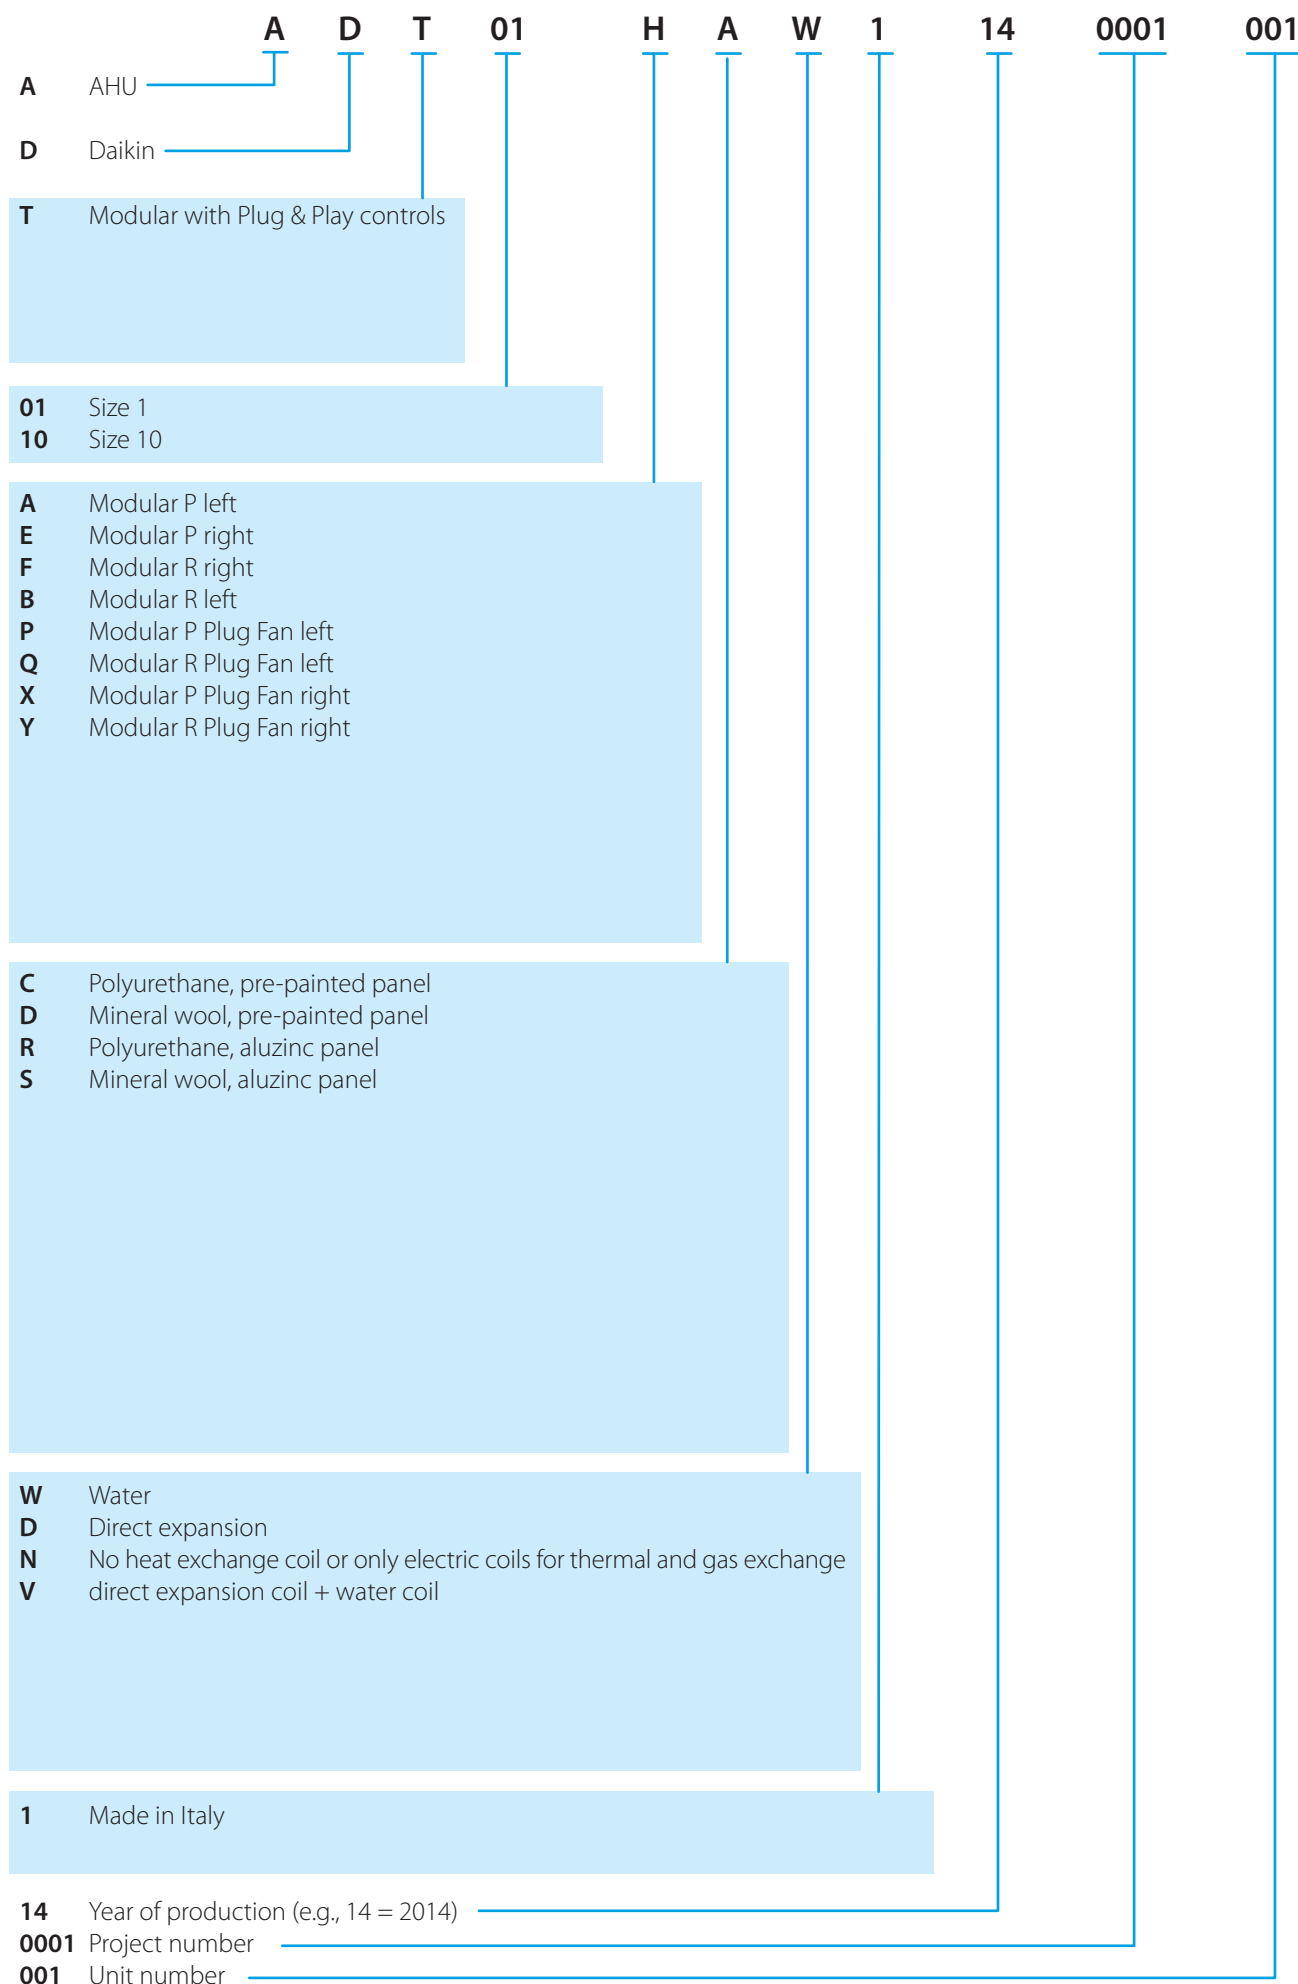 A D T 01 H A W 1 14 0001 001
A AHU
D Daikin
T Modular with Plug & Play controls
01 Size 1
10 Size 10
A Modular P left
E Modular P right
F Modular R right
B Modular R left
P Modular P Plug Fan left
Q Modular R Plug Fan left
X Modular P Plug Fan right
Y Modular R Plug Fan right
C Polyurethane, pre-painted panel
D Mineral wool, pre-painted panel
R Polyurethane, aluzinc panel
S Mineral wool, aluzinc panel
W Water
D Direct expansion
N No heat exchange coil or only electric coils for thermal and gas exchange
V direct expansion coil + water coil
1 Made in Italy
14 Year of production (e.g., 14 = 2014)
0001 Project number
001 Unit number